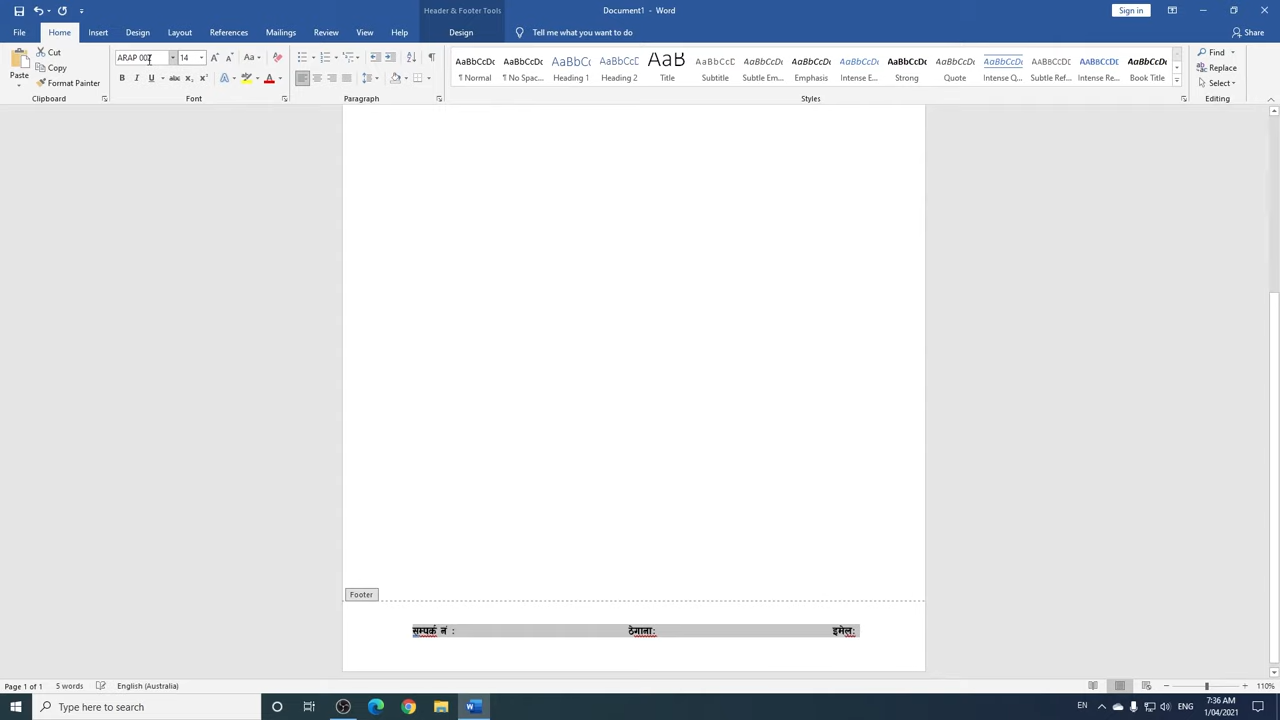 Header & Footer Tools
Document1 - Word
Sign in
File Home Insert Design Layout References Mailings Review View Help Design Tell me what you want to do Share
Paste
Cut
Copy
Format Painter
Clipboard
14
Font
Paragraph
AaBbCcDc AaBbCcDc AaBbCc AaBbCcD AaB AaBbCcD AaBbCcDc AaBbCcDc AaBbCcDc AaBbCcDc AaBbCcDc AaBbCcDc AaBbCcDc AaBbCcDc AaBbCcDc
¶ Normal ¶ No Spac... Heading 1 Heading 2 Title Subtitle Subtle Em... Emphasis Intense E... Strong Quote Intense Q... Subtle Ref... Intense Re... Book Title
Styles
Find
Replace
Select
Editing
Footer
सम्पर्क नं : ठेगाना: इमेल:
Page 1 of 1 5 words English (Australia) 110%
Type here to search
EN ENG
7:36 AM
1/04/2021